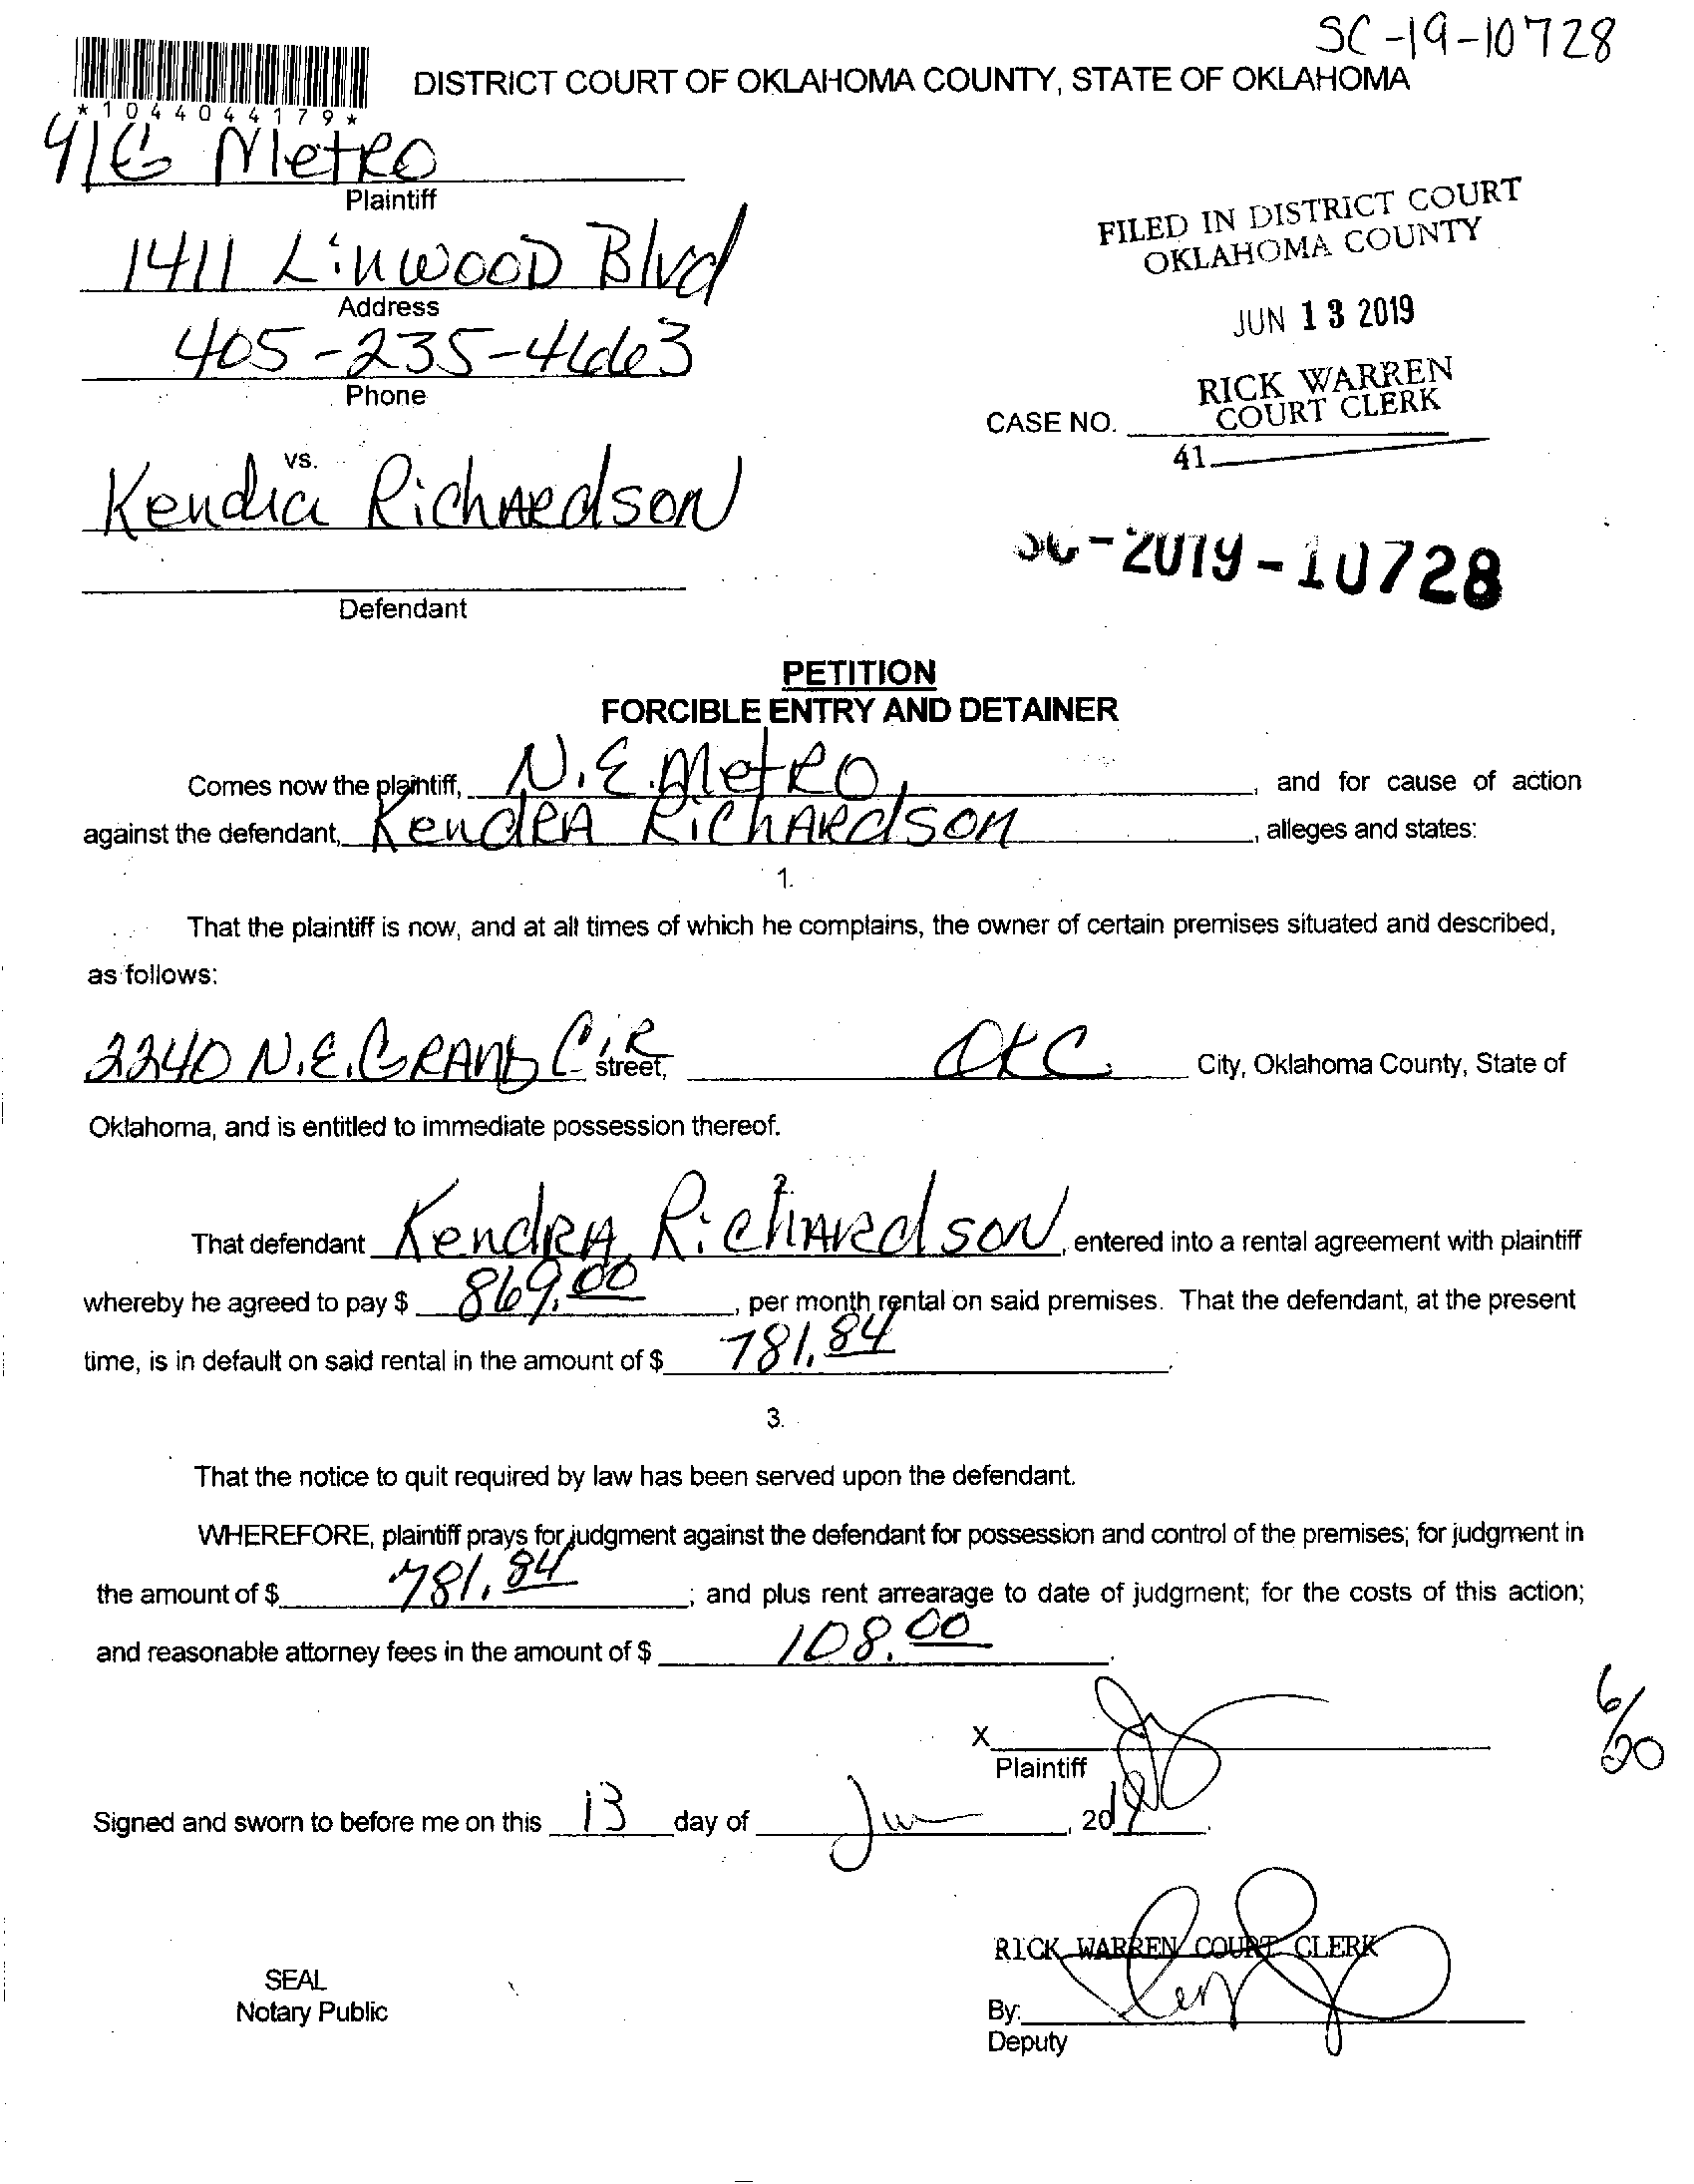 SC-19-10728
DISTRICT COURT OF OKLAHOMA COUNTY, STATE OF OKLAHOMA
*1044044179*
Metro
Plaintiff
1411 Linwood Blvd
Address
405-235-4663
Phone
FILED IN DISTRICT COURT
OKLAHOMA COUNTY
JUN 13 2019
RICK WARREN
COURT CLERK
CASE NO.
41
vs.
Kendra Richardson
SC-2019-10728
Defendant
PETITION
FORCIBLE ENTRY AND DETAINER
Comes now the plaintiff, N.E. Metro, and for cause of action
against the defendant, Kendra Richardson, alleges and states:
1.
That the plaintiff is now, and at all times of which he complains, the owner of certain premises situated and described,
as follows:
2240 N.E. Grand Cir street, OKC City, Oklahoma County, State of
Oklahoma, and is entitled to immediate possession thereof.
2.
That defendant Kendra Richardson, entered into a rental agreement with plaintiff
whereby he agreed to pay $ 869.00, per month rental on said premises. That the defendant, at the present
time, is in default on said rental in the amount of $ 781.84.
3.
That the notice to quit required by law has been served upon the defendant.
WHEREFORE, plaintiff prays for judgment against the defendant for possession and control of the premises; for judgment in
the amount of $ 781.84; and plus rent arrearage to date of judgment; for the costs of this action;
and reasonable attorney fees in the amount of $ 108.00.
6/20
X
Plaintiff
Signed and sworn to before me on this 13 day of Jun, 2019.
RICK WARREN COURT CLERK
SEAL
Notary Public
By:
Deputy